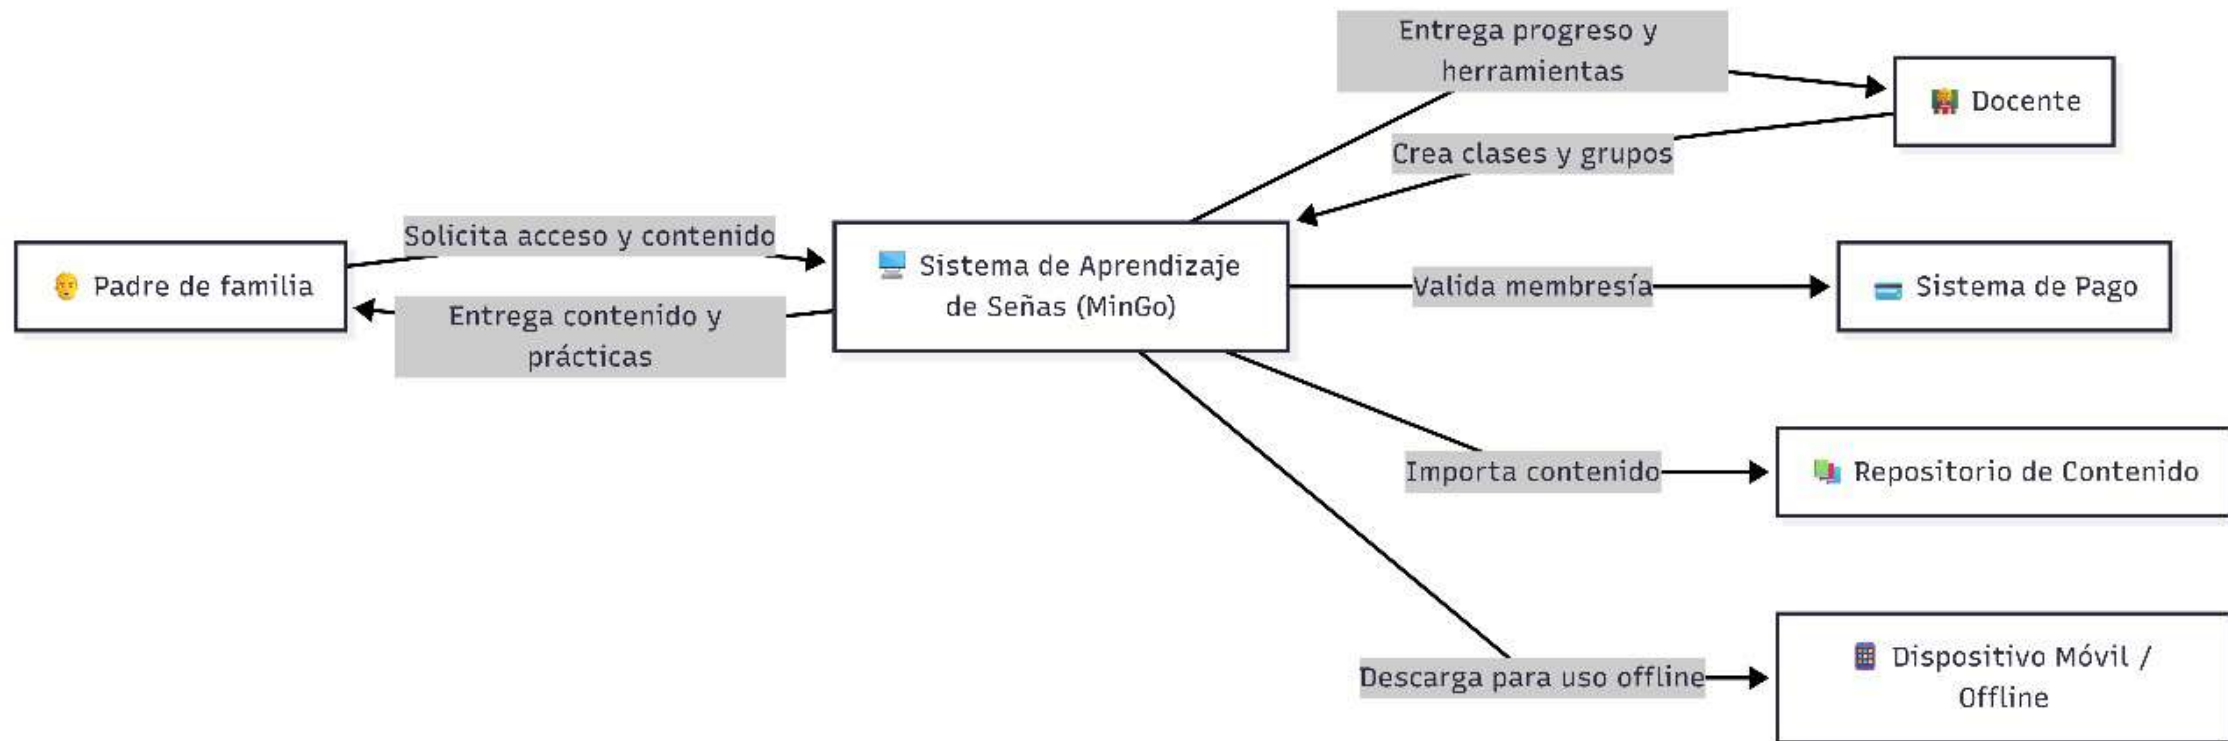 Entrega progreso y
herramientas
Docente
Crea clases y grupos
Solicita acceso y contenido
Padre de familia
Entrega contenido y
prácticas
Sistema de Aprendizaje
de Señas (MinGo)
Valida membresía
Sistema de Pago
Importa contenido
Repositorio de Contenido
Descarga para uso offline
Dispositivo Móvil /
Offline